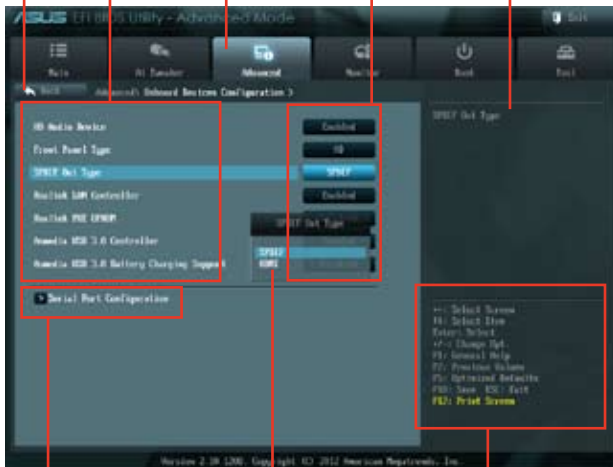 ASUS EFI BIOS Utility - Advanced Mode
Exit
Main
Ai Tweaker
Advanced
Monitor
Boot
Tool
Back
Advanced\ Onboard Devices Configuration >
HD Audio Device
Enabled
Front Panel Type
HD
SPDIF Out Type
SPDIF
Realtek LAN Controller
Enabled
Realtek PXE OPROM
Asmedia USB 3.0 Controller
Asmedia USB 3.0 Battery Charging Support
SPDIF Out Type
SPDIF
HDMI
> Serial Port Configuration
SPDIF Out Type
→←: Select Screen
↑↓: Select Item
Enter: Select
+/-: Change Opt.
F1: General Help
F2: Previous Values
F5: Optimized Defaults
F10: Save ESC: Exit
F12: Print Screen
Version 2.10.1208. Copyright (C) 2012 American Megatrends, Inc.